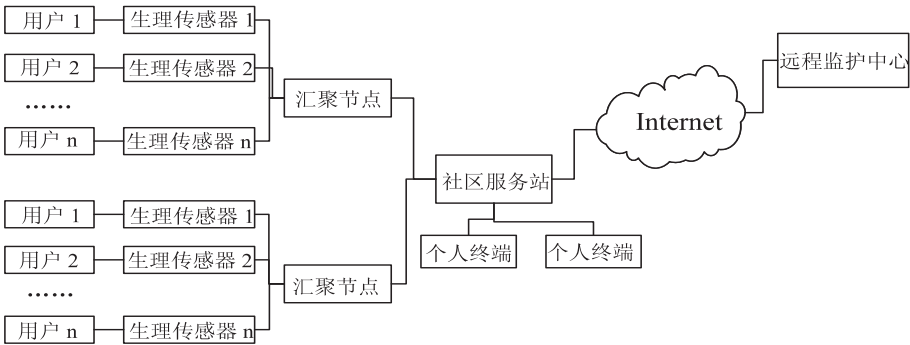 用户 1
生理传感器 1
用户 2
生理传感器 2
……
用户 n
生理传感器 n
汇聚节点
用户 1
生理传感器 1
用户 2
生理传感器 2
……
用户 n
生理传感器 n
汇聚节点
社区服务站
个人终端
个人终端
Internet
远程监护中心